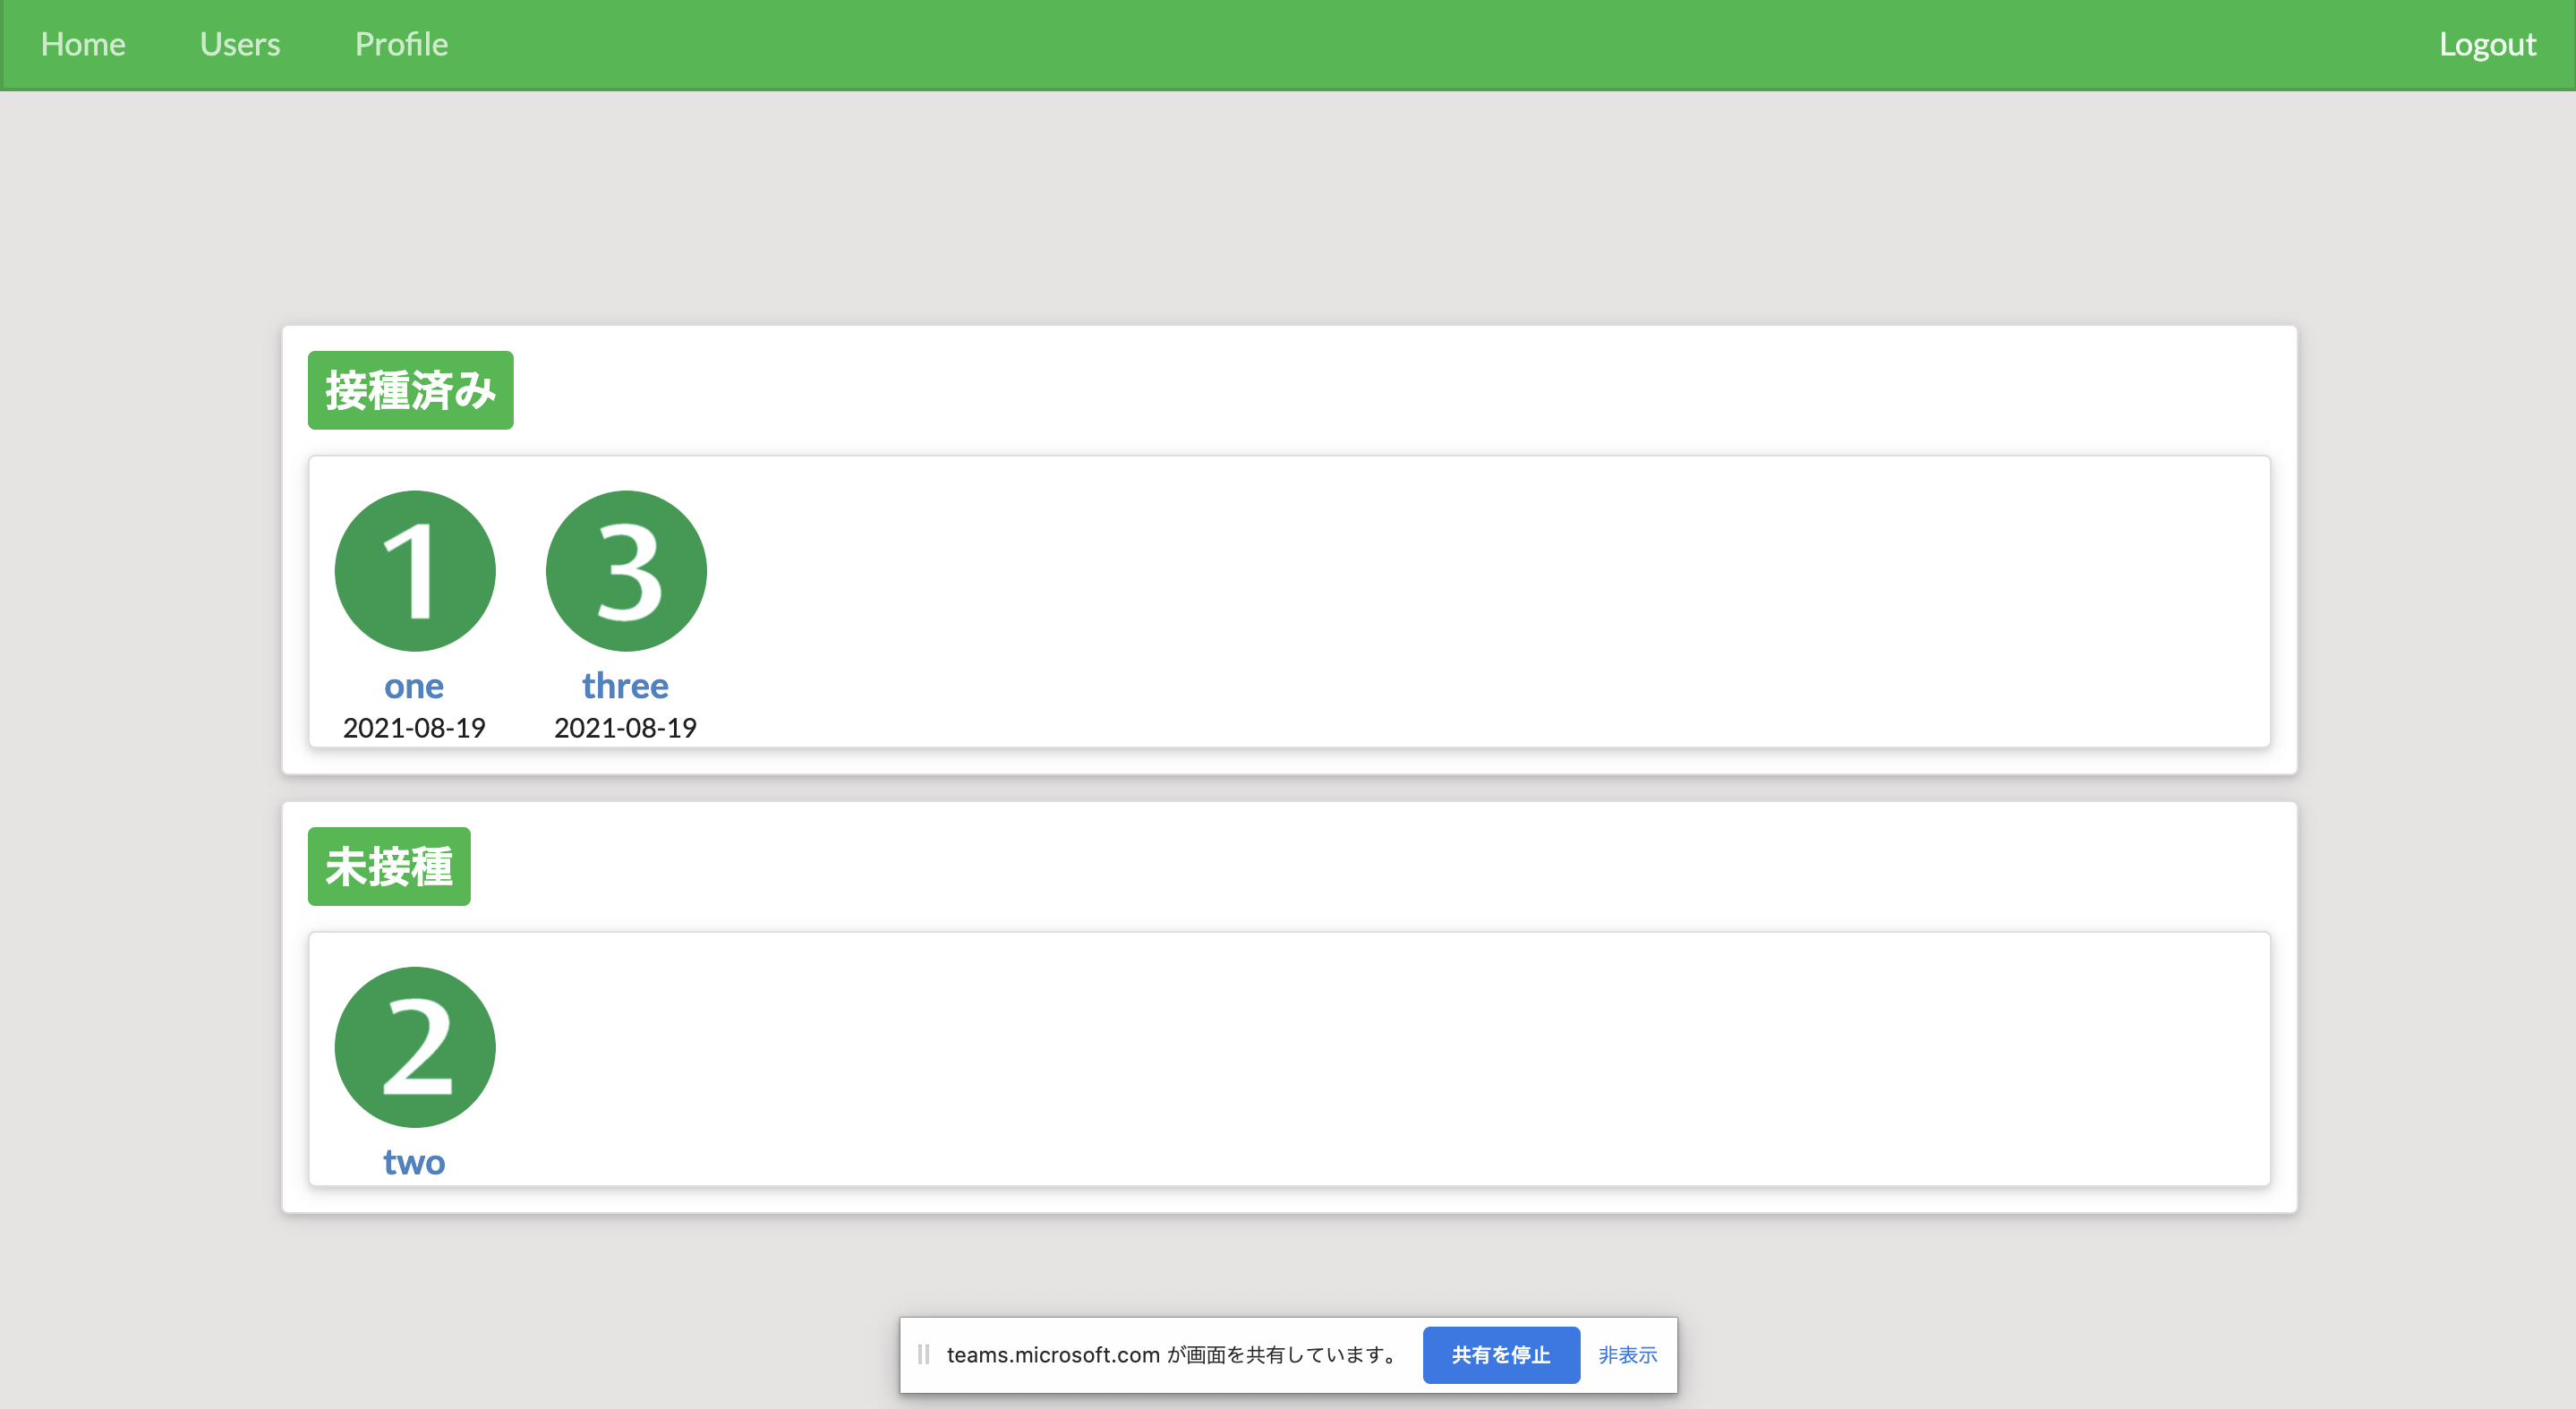 Home Users Profile Logout
接種済み
1 3
one three
2021-08-19 2021-08-19
未接種
2
two
teams.microsoft.com が画面を共有しています。 共有を停止 非表示